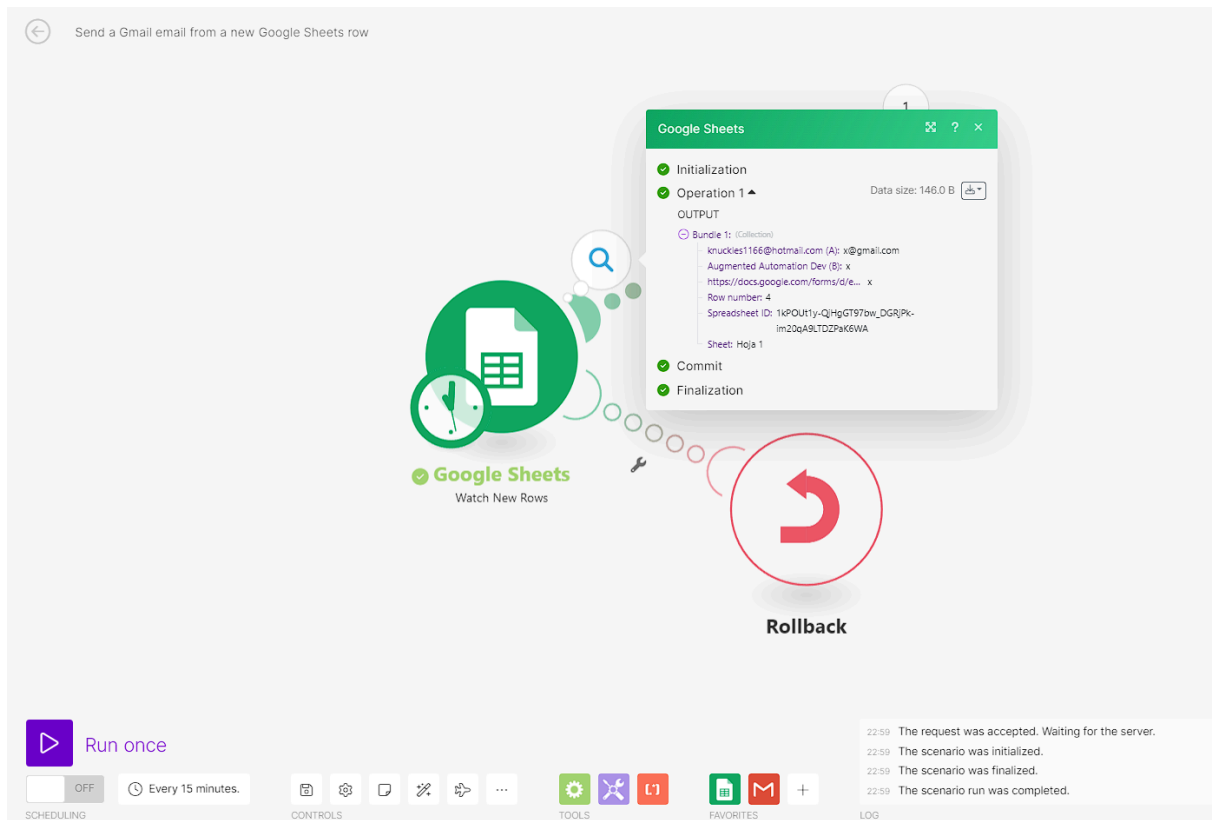 Send a Gmail email from a new Google Sheets row
1
Google Sheets
?
Initialization
Operation 1
Data size: 146.0 B
OUTPUT
Bundle 1: (Collection)
knuckles1166@hotmail.com (A): x@gmail.com
Augmented Automation Dev (B): x
https://docs.google.com/forms/d/e... x
Row number: 4
Spreadsheet ID: 1kPOUt1y-QjHgGT97bw_DGRJPk-
im20qA9LTDZPaK6WA
Sheet: Hoja 1
Commit
Finalization
Google Sheets
Watch New Rows
Rollback
Run once
OFF
Every 15 minutes.
SCHEDULING
CONTROLS
TOOLS
FAVORITES
22:59 The request was accepted. Waiting for the server.
22:59 The scenario was initialized.
22:59 The scenario was finalized.
22:59 The scenario run was completed.
LOG